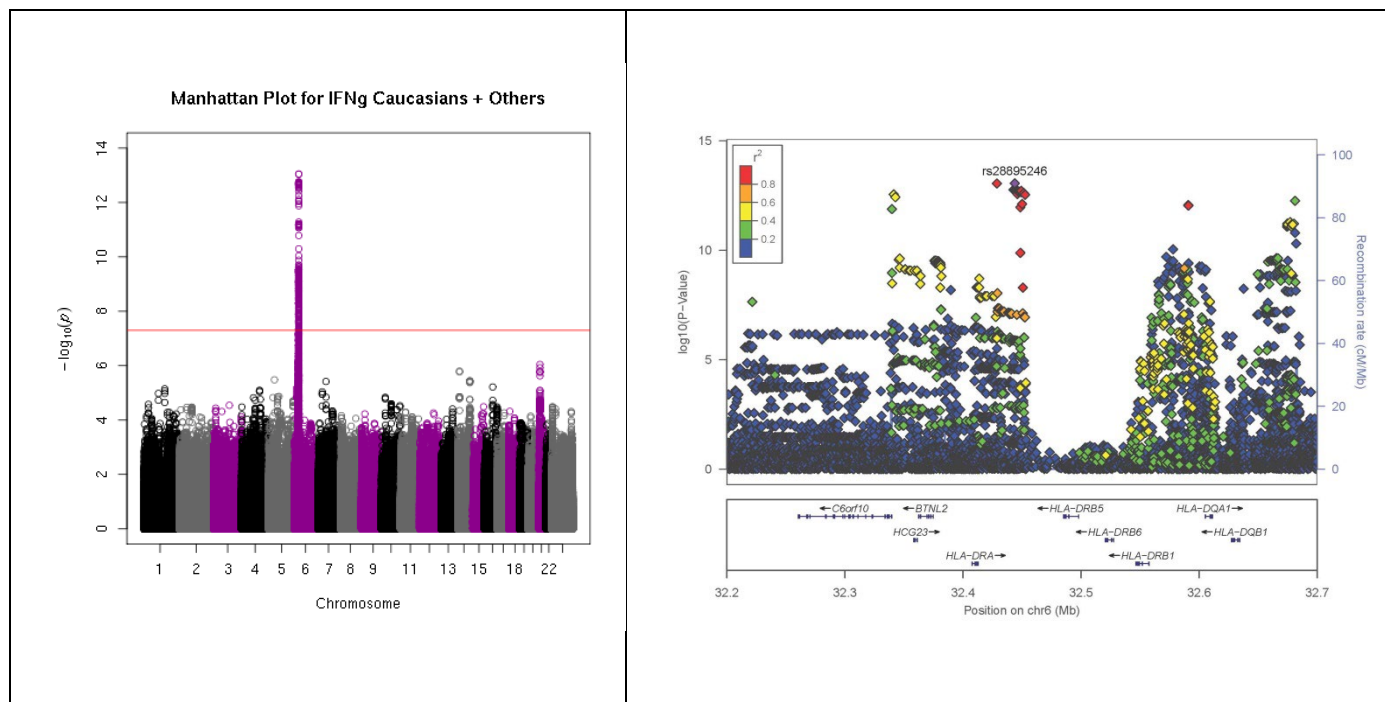 Manhattan Plot for IFNg Caucasians + Others
− log10(p)
14
12
10
8
6
4
2
0
1 2 3 4 5 6 7 8 9 11 13 15 18 22
Chromosome
15
10
5
0
log10(P−Value)
r2
0.8
0.6
0.4
0.2
rs28895246
100
80
60
40
20
0
Recombination rate (cM/Mb)
←C6orf10 ←BTNL2 ←HLA−DRB5 HLA−DQA1→
HCG23→ ←HLA−DRB6 ←HLA−DQB1
HLA−DRA→ ←HLA−DRB1
32.2 32.3 32.4 32.5 32.6 32.7
Position on chr6 (Mb)